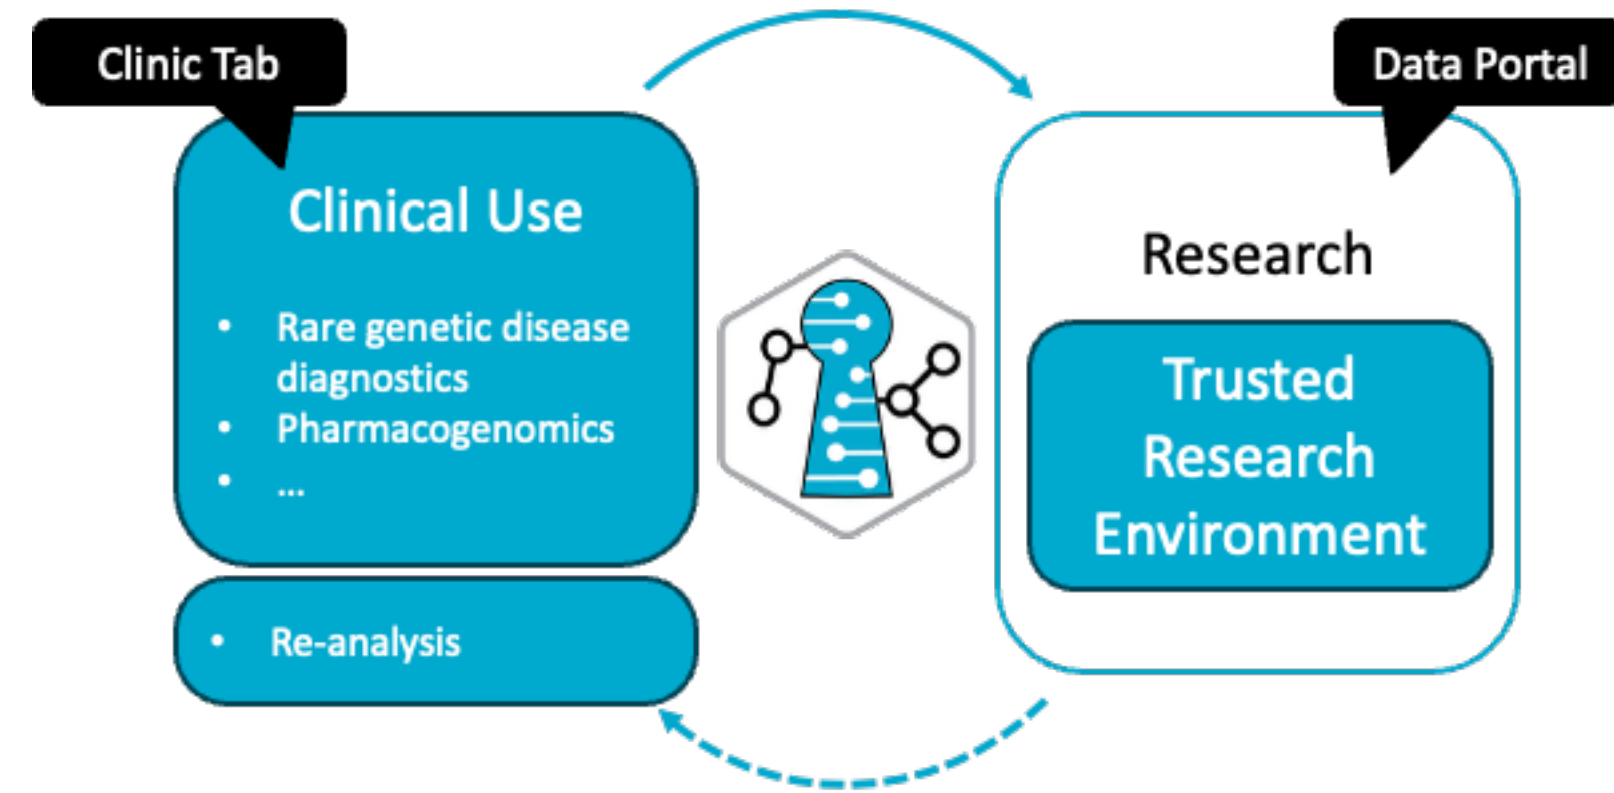 Clinic Tab
Data Portal
Clinical Use
• Rare genetic disease
diagnostics
• Pharmacogenomics
• ...
• Re-analysis
Research
Trusted
Research
Environment